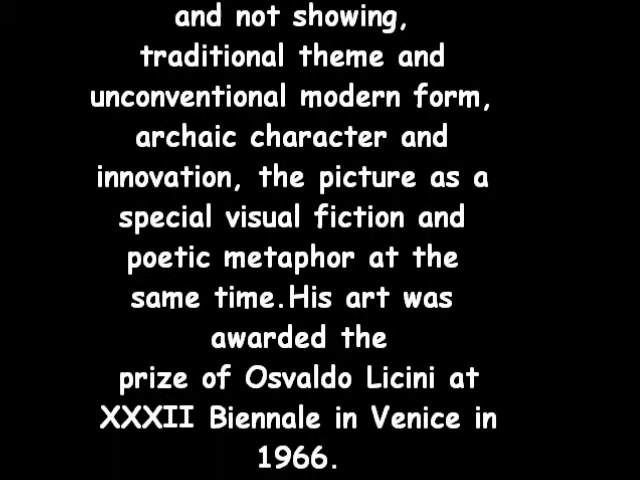 and not showing,
traditional theme and
unconventional modern form,
archaic character and
innovation, the picture as a
special visual fiction and
poetic metaphor at the
same time.His art was
awarded the
prize of Osvaldo Licini at
XXXII Biennale in Venice in
1966.